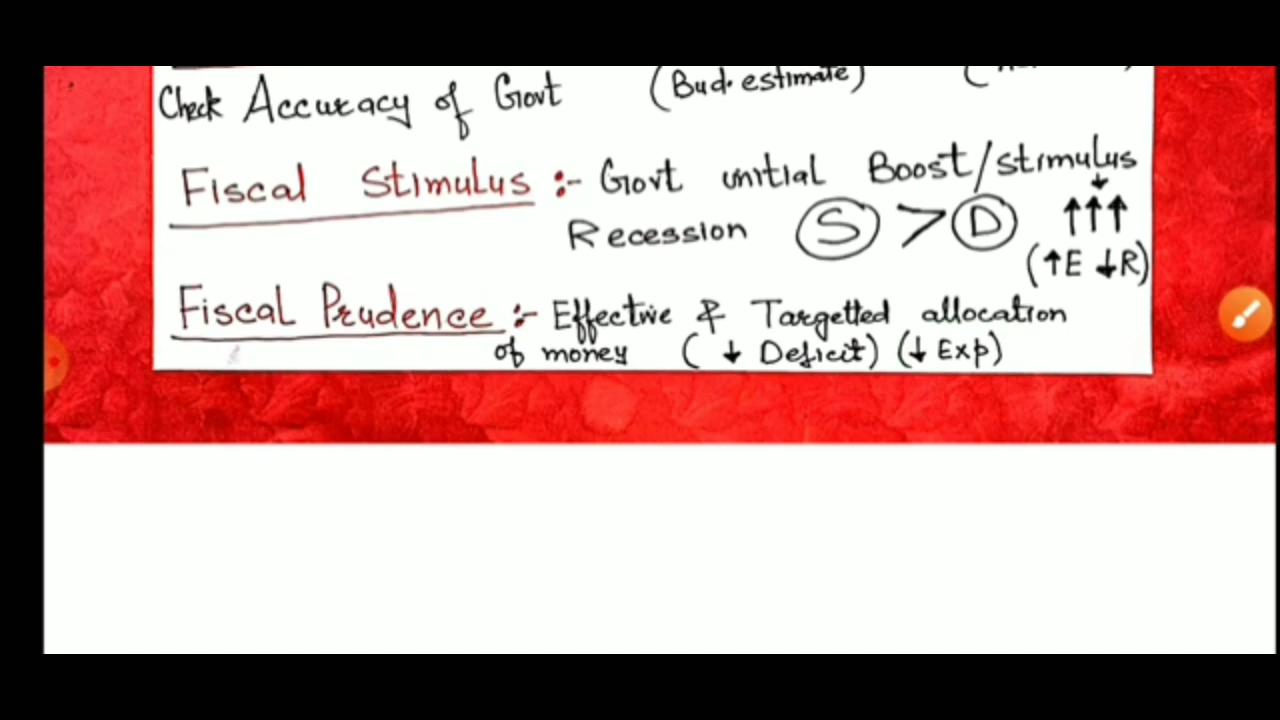 Check Accuracy of Govt (Bud. estimate)
Fiscal Stimulus :- Govt initial Boost/stimulus
↓
Recession S > D ↑↑↑
(↑E ↓R)
Fiscal Prudence :- Effective & Targetted allocation
of money (↓ Deficit) (↓ Exp)